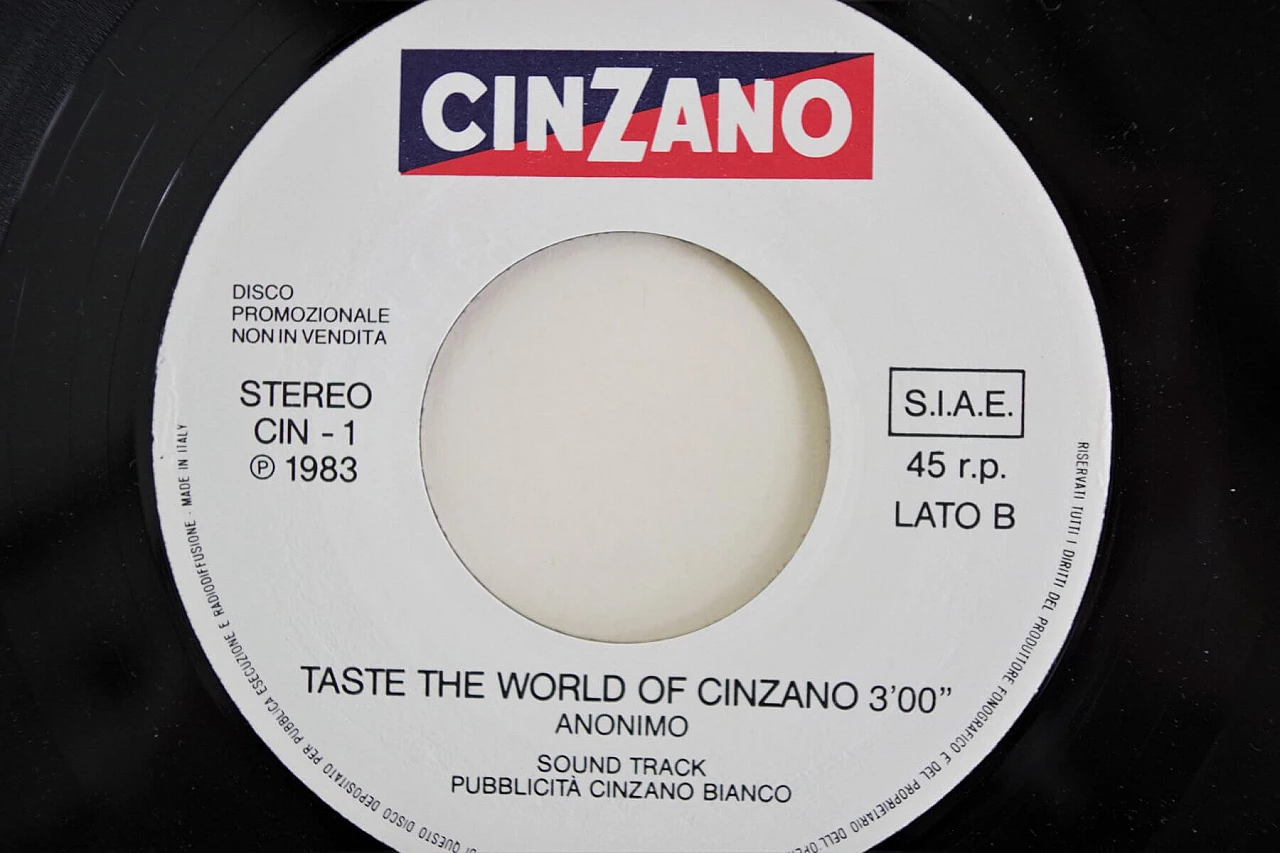 CINZANO
DISCO
PROMOZIONALE
NON IN VENDITA
STEREO
CIN - 1
℗ 1983
S.I.A.E.
45 r.p.
LATO B
TASTE THE WORLD OF CINZANO 3'00"
ANONIMO
SOUND TRACK
PUBBLICITÀ CINZANO BIANCO
RISERVATI TUTTI I DIRITTI DEL PRODUTTORE FONOGRAFICO E DEL PROPRIETARIO DELL'OPE
DI QUESTO DISCO DEPOSITATO PER PUBBLICA ESECUZIONE E RADIODIFFUSIONE - MADE IN ITALY